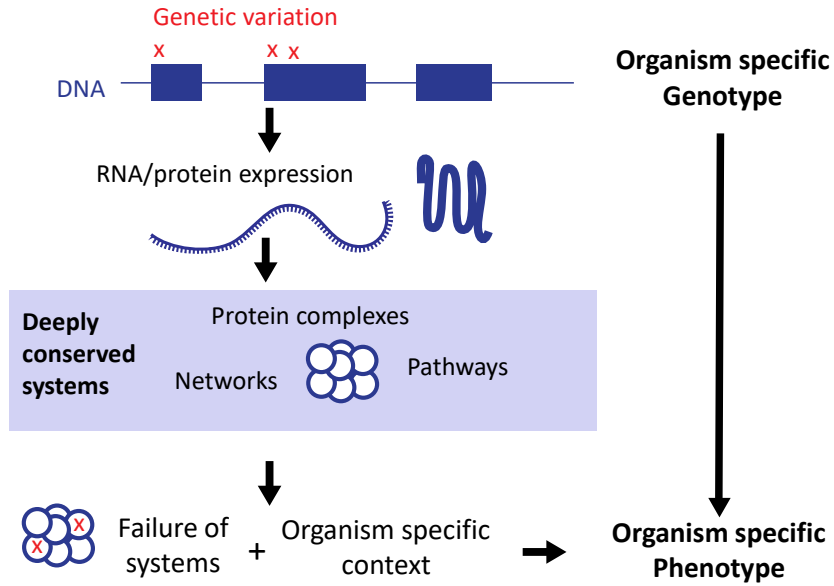 Genetic variation
x
x
x
DNA
Organism specific
Genotype
RNA/protein expression
Deeply
conserved
systems
Protein complexes
Networks
Pathways
x
x
Failure of
systems
+
Organism specific
context
Organism specific
Phenotype